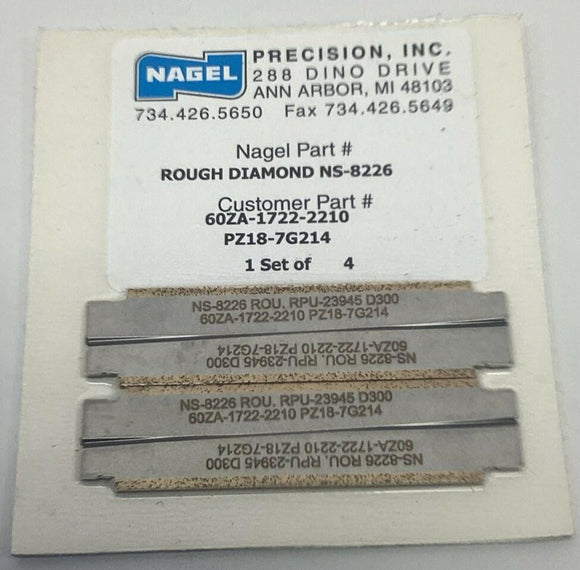 NAGEL
PRECISION, INC.
288 DINO DRIVE
ANN ARBOR, MI 48103
734.426.5650 Fax 734.426.5649
Nagel Part #
ROUGH DIAMOND NS-8226
Customer Part #
60ZA-1722-2210
PZ18-7G214
1 Set of 4
NS-8226 ROU, RPU-23945 D300
60ZA-1722-2210 PZ18-7G214
NS-8226 ROU, RPU-23945 D300
60ZA-1722-2210 PZ18-7G214
NS-8226 ROU, RPU-23945 D300
60ZA-1722-2210 PZ18-7G214
NS-8226 ROU, RPU-23945 D300
60ZA-1722-2210 PZ18-7G214